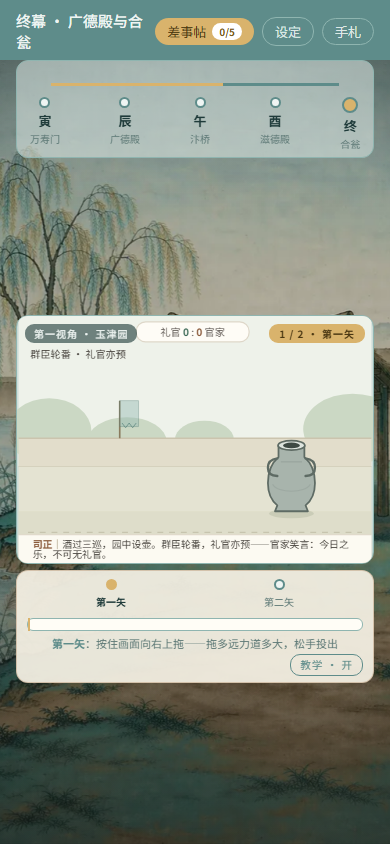 终幕 · 广德殿与合瓮
差事帖 0/5
设定
手札
寅
万寿门
辰
广德殿
午
汴桥
酉
滋德殿
终
合瓮
第一视角 · 玉津园
礼官 0 : 0 官家
1 / 2 · 第一矢
群臣轮番 · 礼官亦预
司正｜酒过三巡，园中设壶。群臣轮番，礼官亦预——官家笑言：今日之
乐，不可无礼官。
第一矢
第二矢
第一矢：按住画面向右上拖——拖多远力道多大，松手投出
教学 · 开